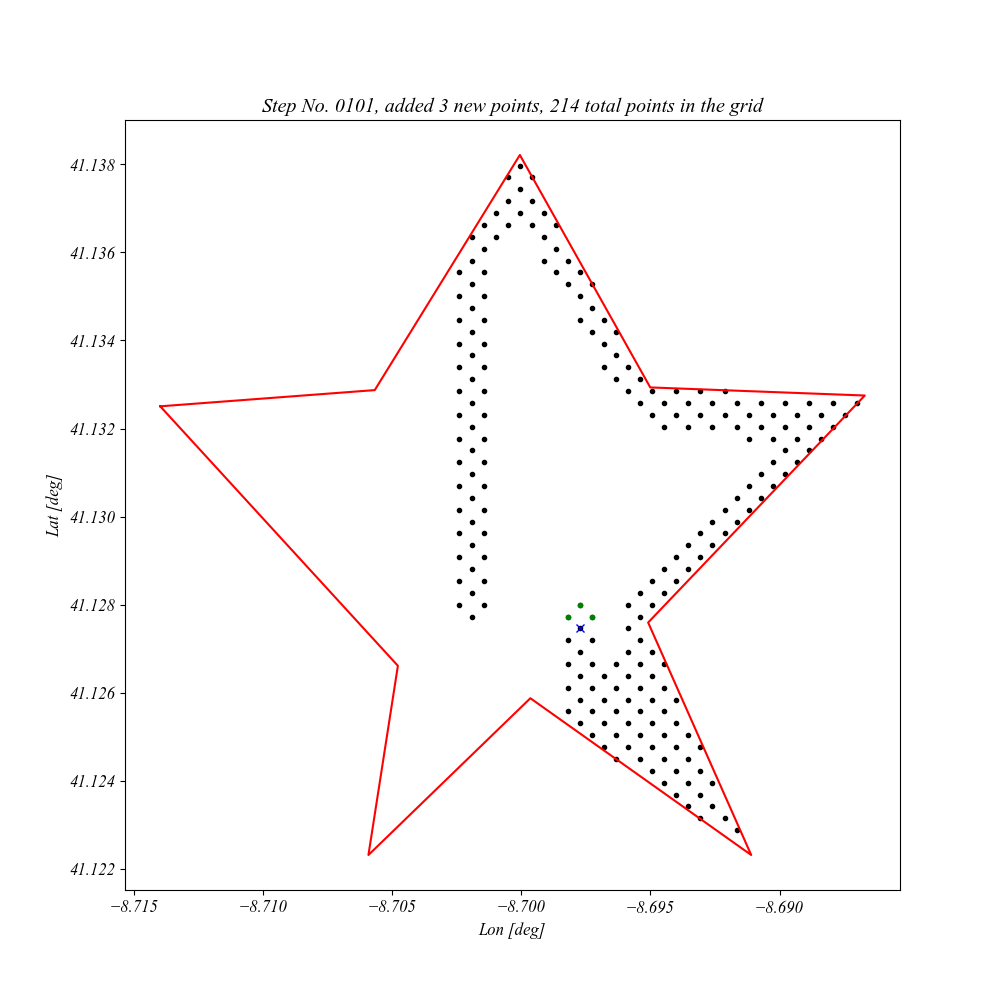 Step No. 0101, added 3 new points, 214 total points in the grid
41.138
41.136
41.134
41.132
41.130
41.128
41.126
41.124
41.122
Lat [deg]
−8.715 −8.710 −8.705 −8.700 −8.695 −8.690
Lon [deg]